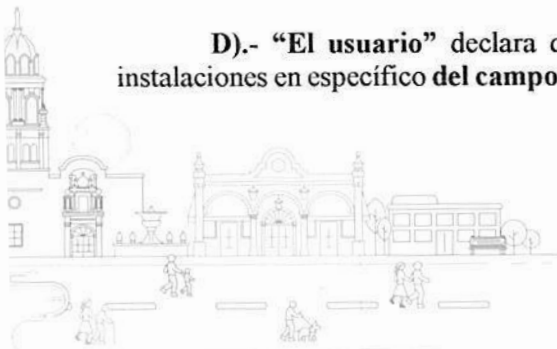 D).- “El usuario” declara
instalaciones en específico del campo